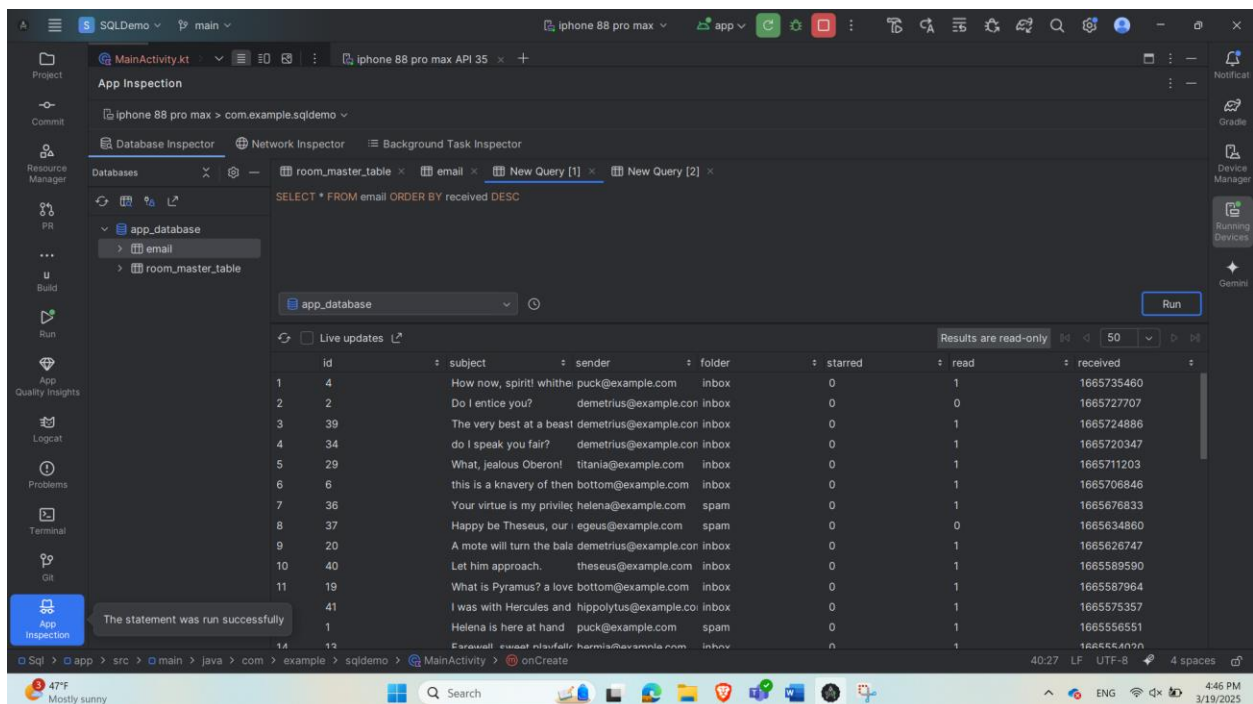 SQLDemo main iphone 88 pro max app
Project MainActivity.kt iphone 88 pro max API 35 Notificat
App Inspection
Commit iphone 88 pro max > com.example.sqldemo Gradle
Database Inspector Network Inspector Background Task Inspector
Resource Manager Databases room_master_table email New Query [1] New Query [2] Device Manager
SELECT * FROM email ORDER BY received DESC
PR app_database Running Devices
email
room_master_table
Build Gemini
app_database Run
Run Live updates Results are read-only 50
id subject sender folder starred read received
App Quality Insights
1 4 How now, spirit! whithe puck@example.com inbox 0 1 1665735460
2 2 Do I entice you? demetrius@example.con inbox 0 0 1665727707
3 39 The very best at a beast demetrius@example.con inbox 0 1 1665724886
Logcat
4 34 do I speak you fair? demetrius@example.con inbox 0 1 1665720347
5 29 What, jealous Oberon! titania@example.com inbox 0 1 1665711203
Problems
6 6 this is a knavery of then bottom@example.com inbox 0 1 1665706846
7 36 Your virtue is my privileg helena@example.com spam 0 1 1665676833
Terminal
8 37 Happy be Theseus, our egeus@example.com spam 0 0 1665634860
9 20 A mote will turn the bala demetrius@example.con inbox 0 1 1665626747
10 40 Let him approach. theseus@example.com inbox 0 1 1665589590
Git
11 19 What is Pyramus? a love bottom@example.com inbox 0 1 1665587964
41 I was with Hercules and hippolytus@example.co inbox 0 1 1665575357
App Inspection The statement was run successfully
1 Helena is here at hand puck@example.com spam 0 1 1665556551
14 13 Farewell, sweet playfello hermia@example.com inbox 0 1 1665554020
Sql > app > src > main > java > com > example > sqldemo > MainActivity > onCreate 40:27 LF UTF-8 4 spaces
3 47°F Search ENG 4:46 PM
Mostly sunny 3/19/2025